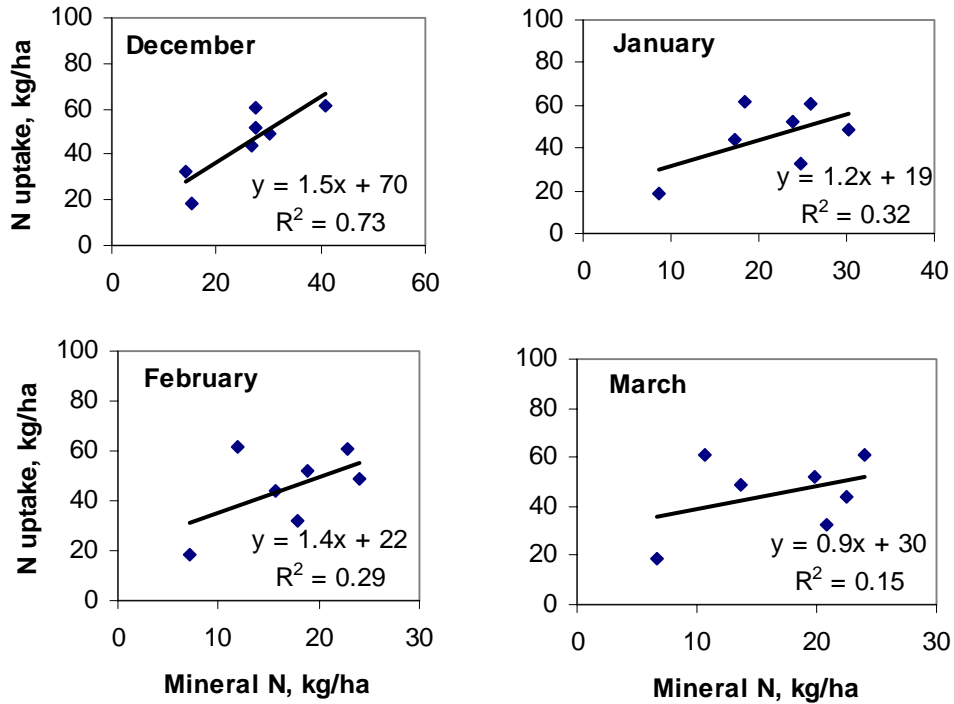 December
N uptake, kg/ha
100
80
60
40
20
0
y = 1.5x + 70
R² = 0.73
0 20 40 60
January
100
80
60
40
20
0
y = 1.2x + 19
R² = 0.32
0 10 20 30 40
February
N uptake, kg/ha
100
80
60
40
20
0
y = 1.4x + 22
R² = 0.29
0 10 20 30
Mineral N, kg/ha
March
100
80
60
40
20
0
y = 0.9x + 30
R² = 0.15
0 10 20 30
Mineral N, kg/ha